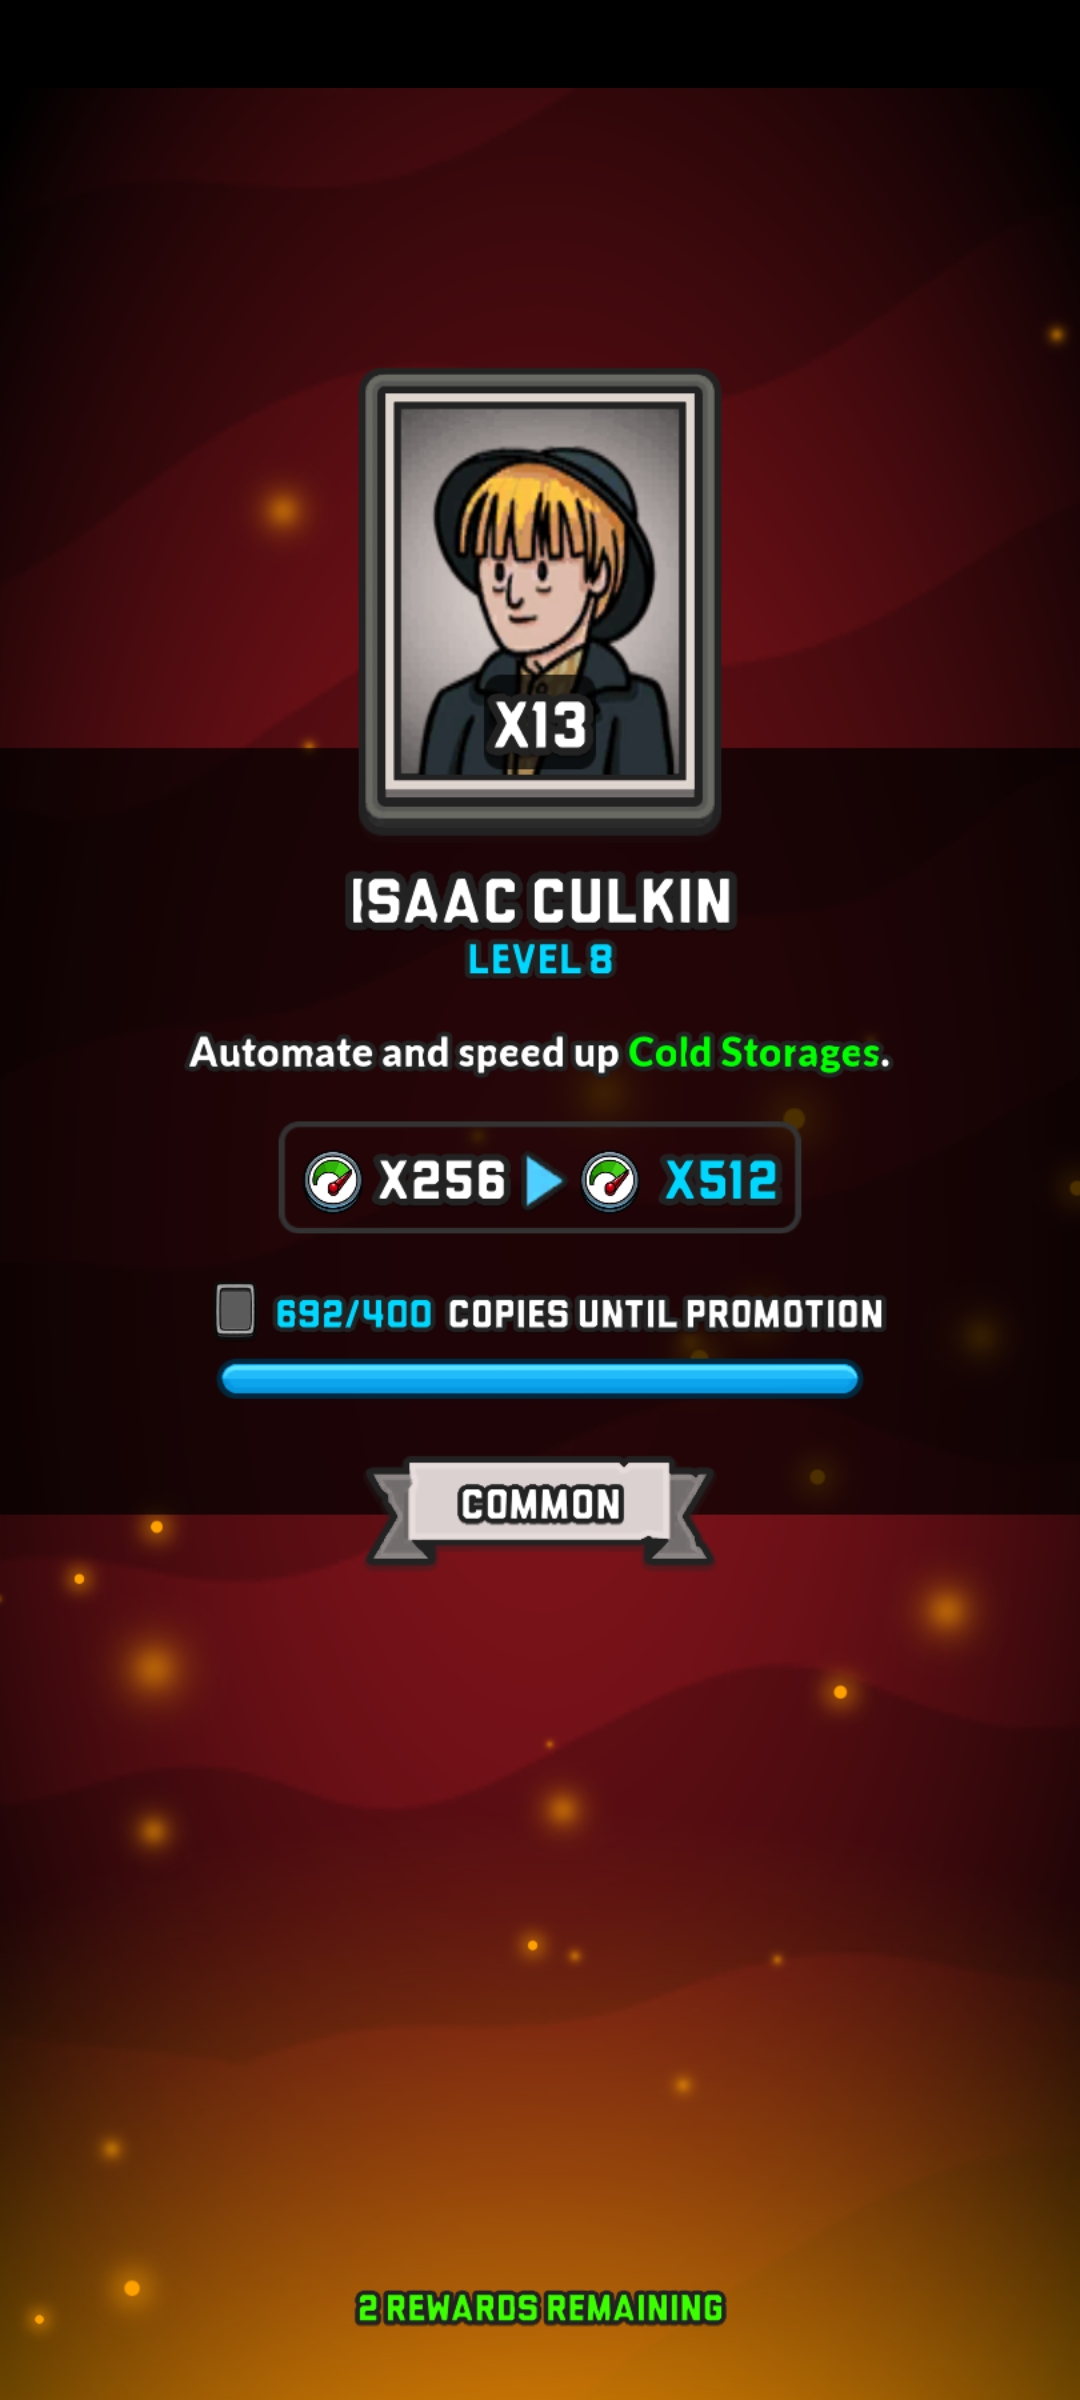 X13
ISAAC CULKIN
LEVEL 8
Automate and speed up Cold Storages.
X256 X512
692/400 COPIES UNTIL PROMOTION
COMMON
2 REWARDS REMAINING